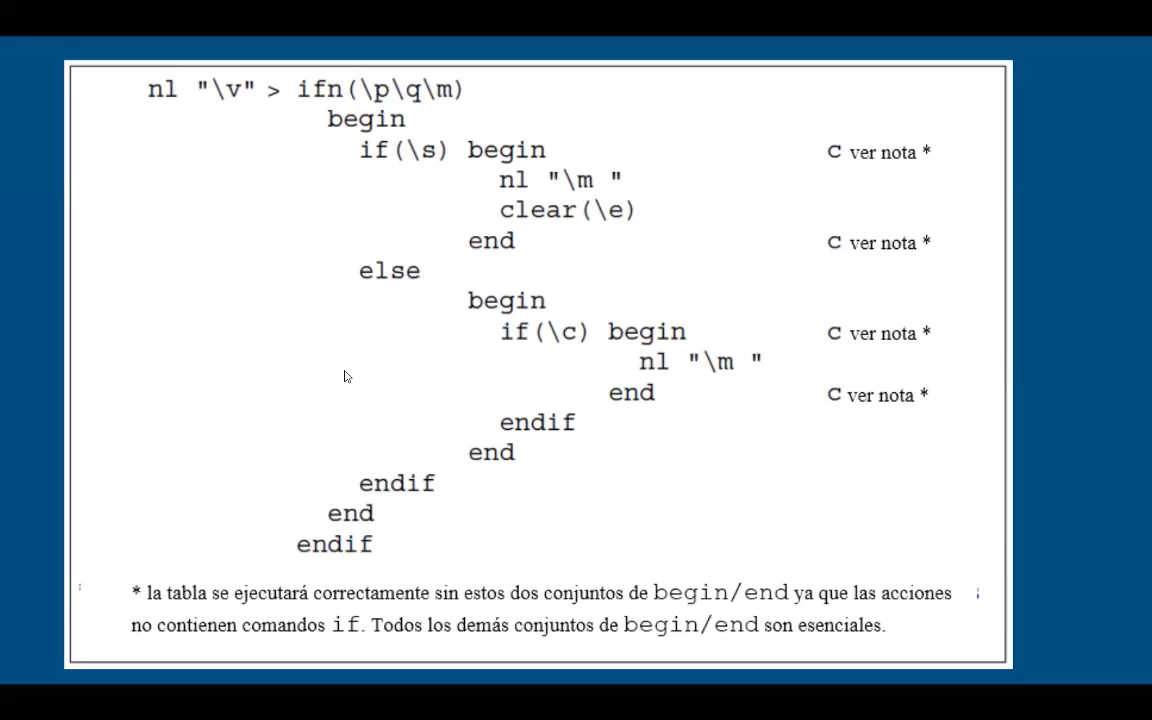 nl "\v" > ifn(\p\q\m)
begin
if(\s) begin c ver nota *
nl "\m "
clear(\e)
end c ver nota *
else
begin
if(\c) begin c ver nota *
nl "\m "
end c ver nota *
endif
end
endif
end
endif
* la tabla se ejecutará correctamente sin estos dos conjuntos de begin/end ya que las acciones
no contienen comandos if. Todos los demás conjuntos de begin/end son esenciales.